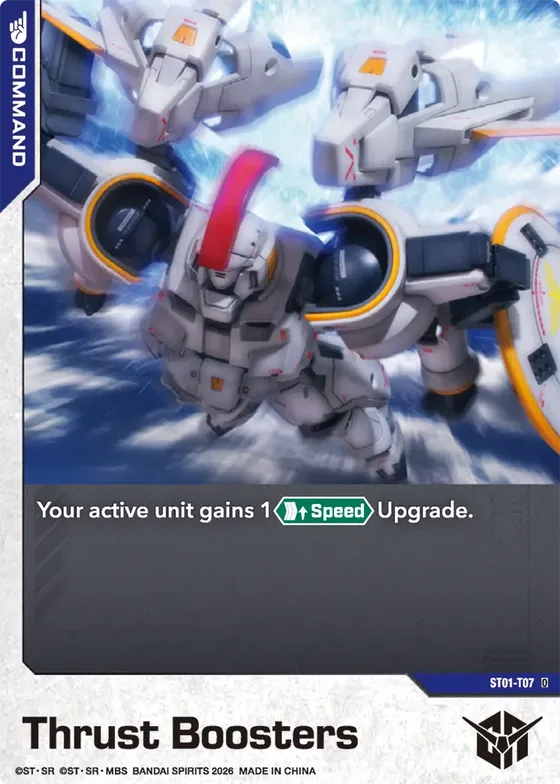 COMMAND
Your active unit gains 1 Speed Upgrade.
ST01-T07 D
Thrust Boosters
©ST·SR ©ST·SR·MBS BANDAI SPIRITS 2026 MADE IN CHINA